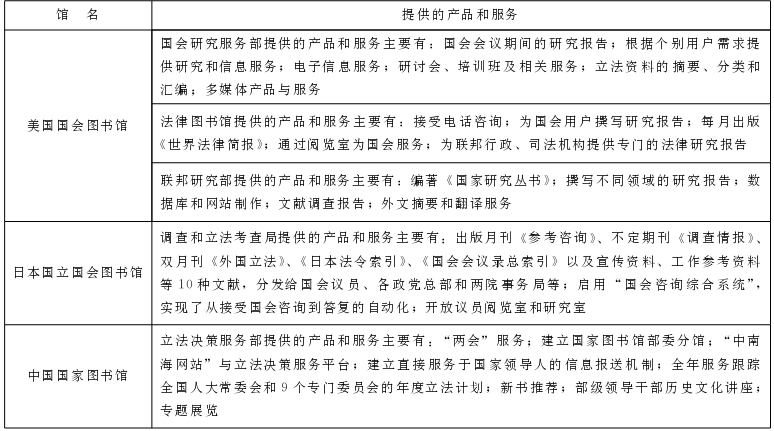 馆 名 提供的产品和服务
国会研究服务部提供的产品和服务主要有：国会会议期间的研究报告；根据个别用户需求提
供研究和信息服务；电子信息服务；研讨会、培训班及相关服务；立法资料的摘要、分类和
汇编；多媒体产品与服务
美国国会图书馆
法律图书馆提供的产品和服务主要有：接受电话咨询；为国会用户撰写研究报告；每月出版
《世界法律简报》；通过阅览室为国会服务；为联邦行政、司法机构提供专门的法律研究报告
联邦研究部提供的产品和服务主要有：编著《国家研究丛书》；撰写不同领域的研究报告；数
据库和网站制作；文献调查报告；外文摘要和翻译服务
日本国立国会图书馆
调查和立法考查局提供的产品和服务主要有：出版月刊《参考咨询》、不定期刊《调查情报》、
双月刊《外国立法》、《日本法令索引》、《国会会议录总索引》以及宣传资料、工作参考资料
等10种文献，分发给国会议员、各政党总部和两院事务局等；启用“国会咨询综合系统”，
实现了从接受国会咨询到答复的自动化；开放议员阅览室和研究室
中国国家图书馆
立法决策服务部提供的产品和服务主要有：“两会”服务；建立国家图书馆部委分馆；“中南
海网站”与立法决策服务平台；建立直接服务于国家领导人的信息报送机制；全年服务跟踪
全国人大常委会和9个专门委员会的年度立法计划；新书推荐；部级领导干部历史文化讲座；
专题展览